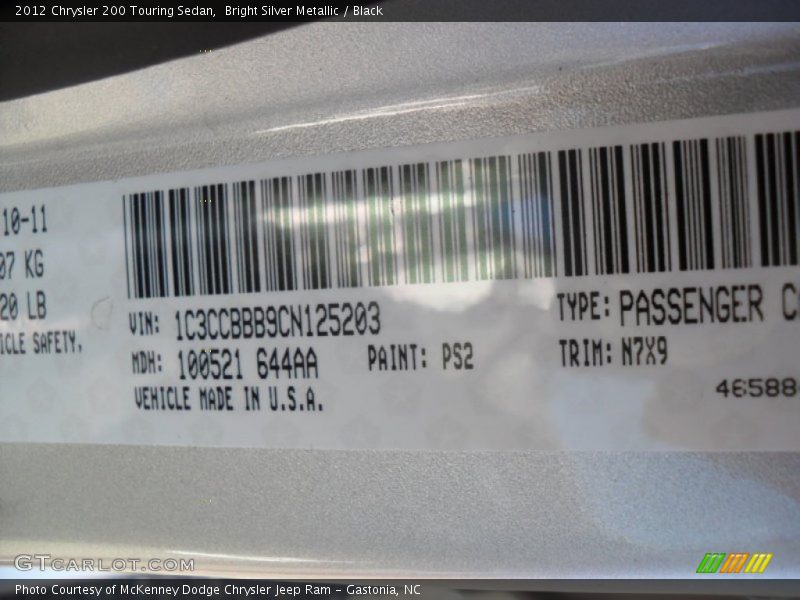 2012 Chrysler 200 Touring Sedan,  Bright Silver Metallic / Black
10-11
07 KG
20 LB
ICLE SAFETY.
VIN: 1C3CCBBB9CN125203
TYPE: PASSENGER C
MDH: 100521 644AA
PAINT: PS2
TRIM: N7X9
VEHICLE MADE IN U.S.A.
46588
GTCARLOT.COM
Photo Courtesy of McKenney Dodge Chrysler Jeep Ram – Gastonia, NC